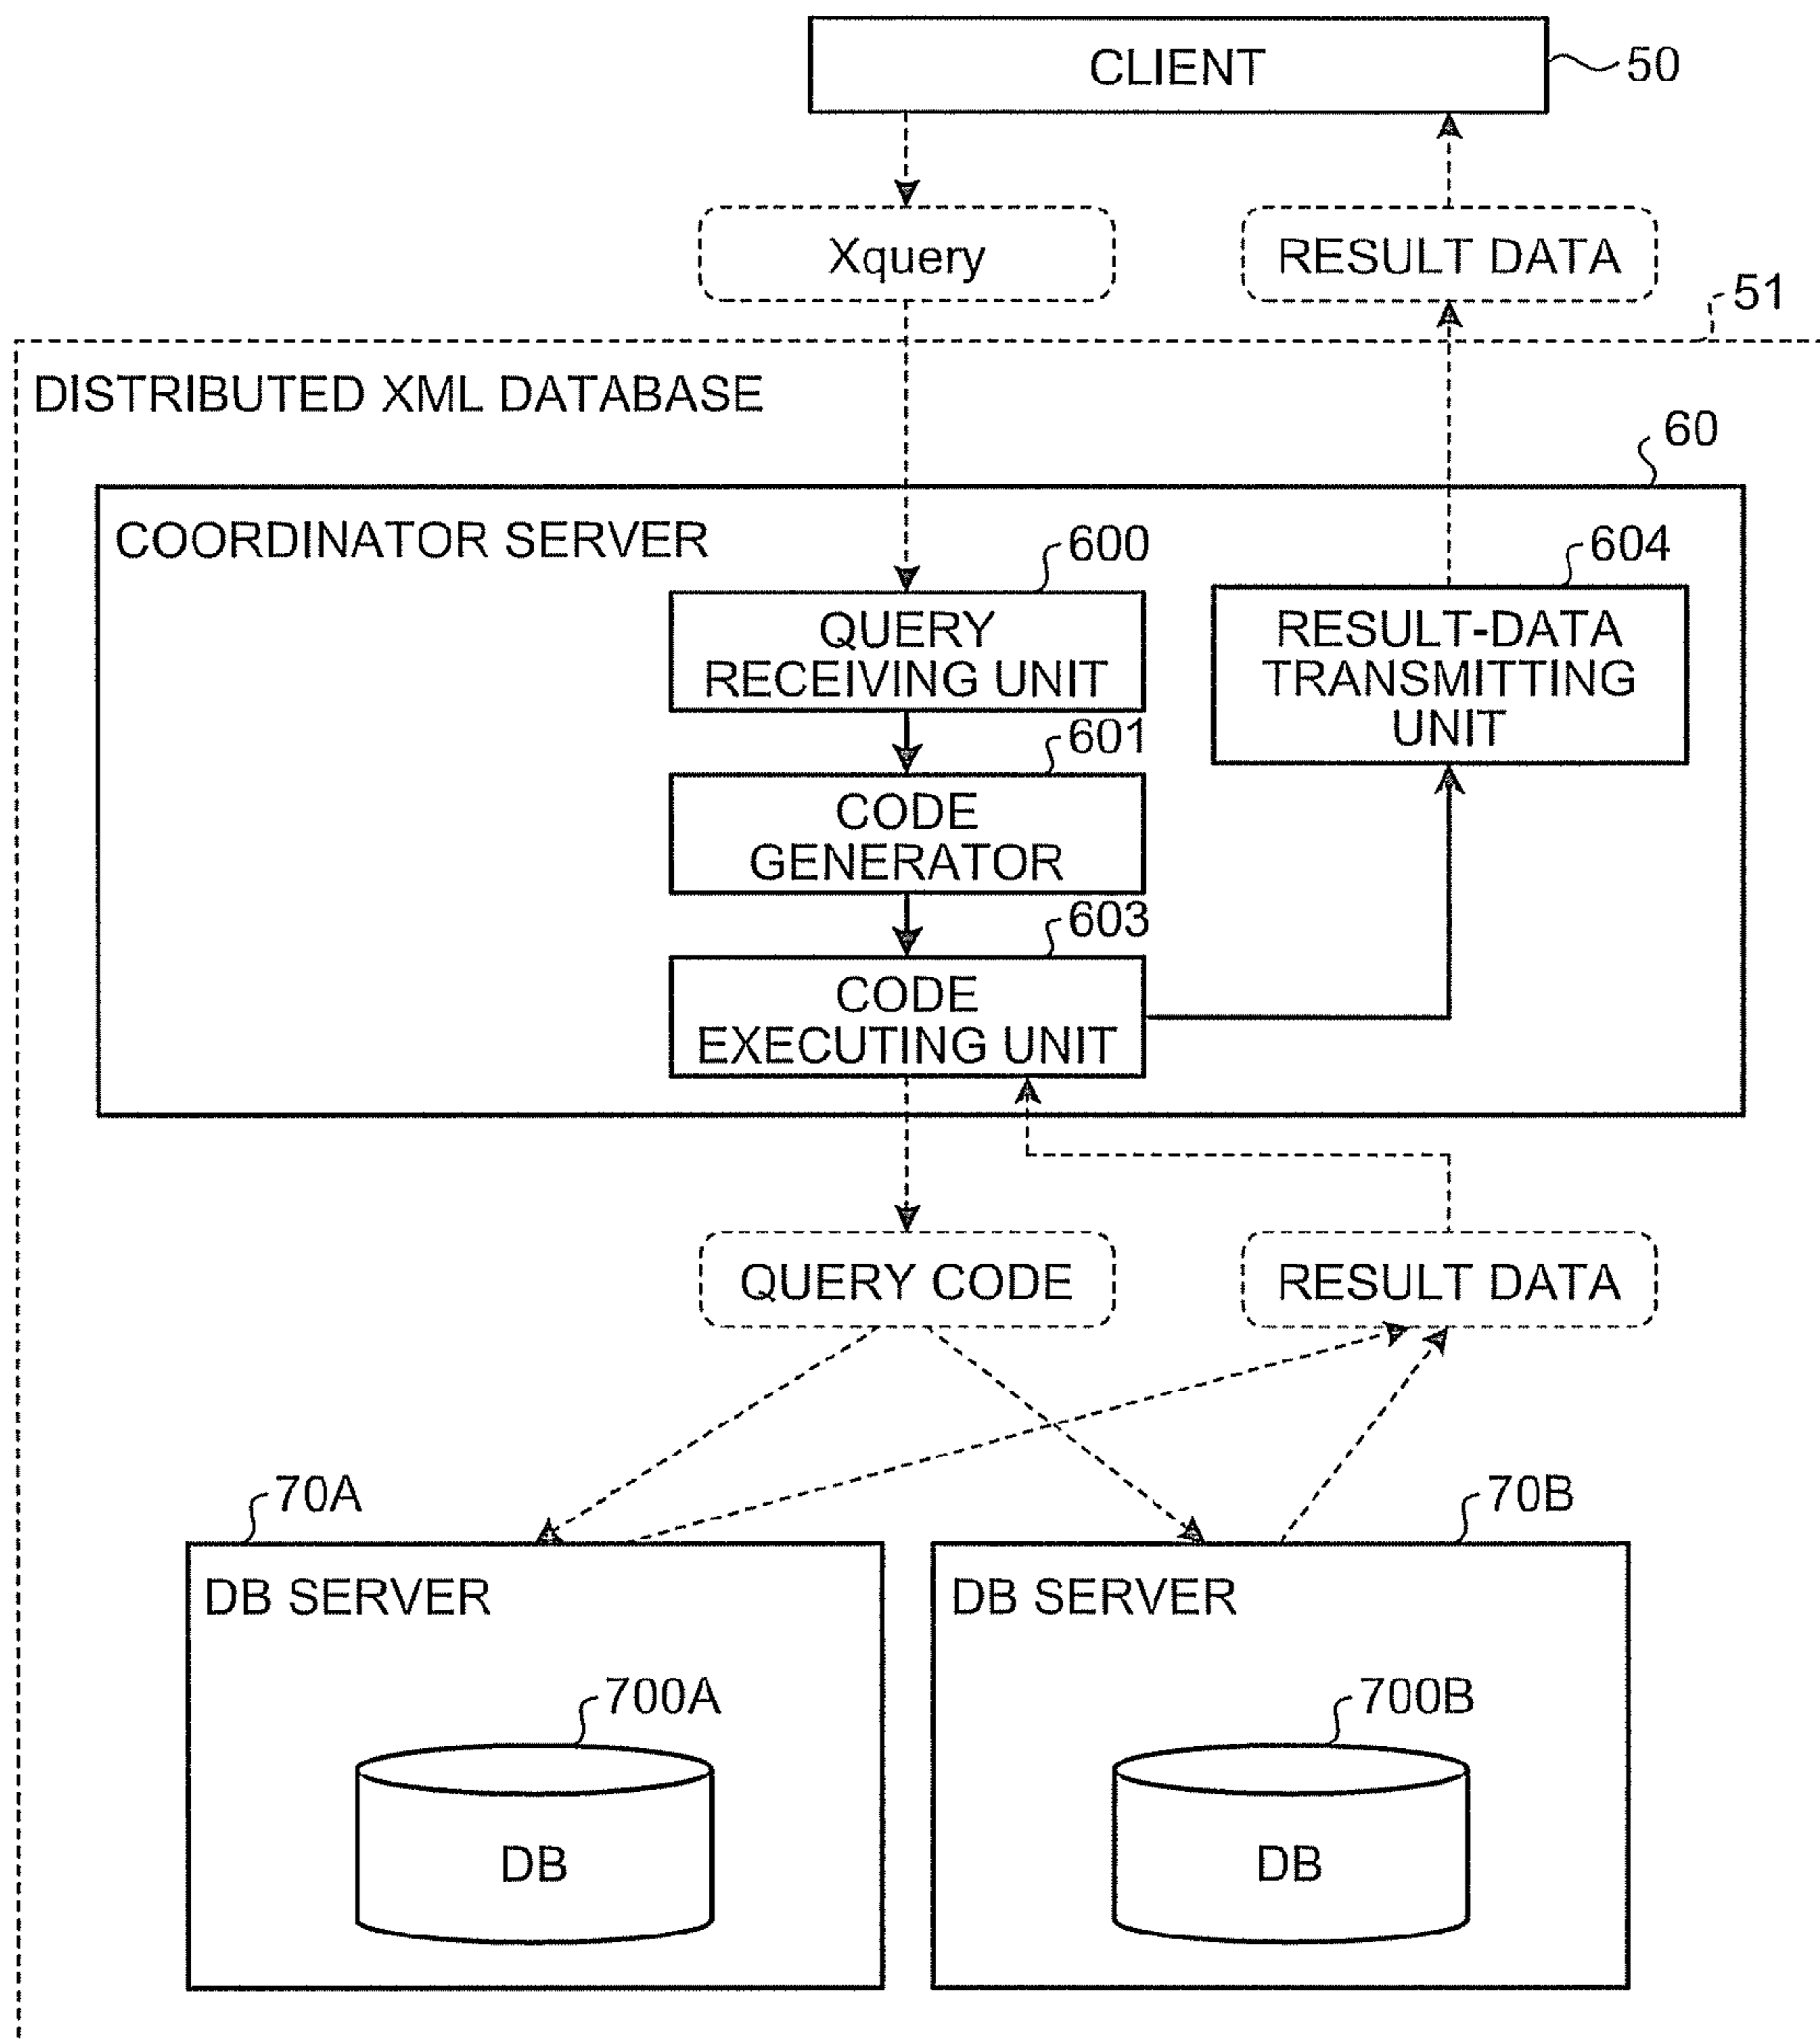 CLIENT
50
Xquery
RESULT DATA
51
DISTRIBUTED XML DATABASE
60
COORDINATOR SERVER
600
604
QUERY
RECEIVING UNIT
RESULT-DATA
TRANSMITTING
UNIT
601
CODE
GENERATOR
603
CODE
EXECUTING UNIT
QUERY CODE
RESULT DATA
70A
70B
DB SERVER
DB SERVER
700A
700B
DB
DB